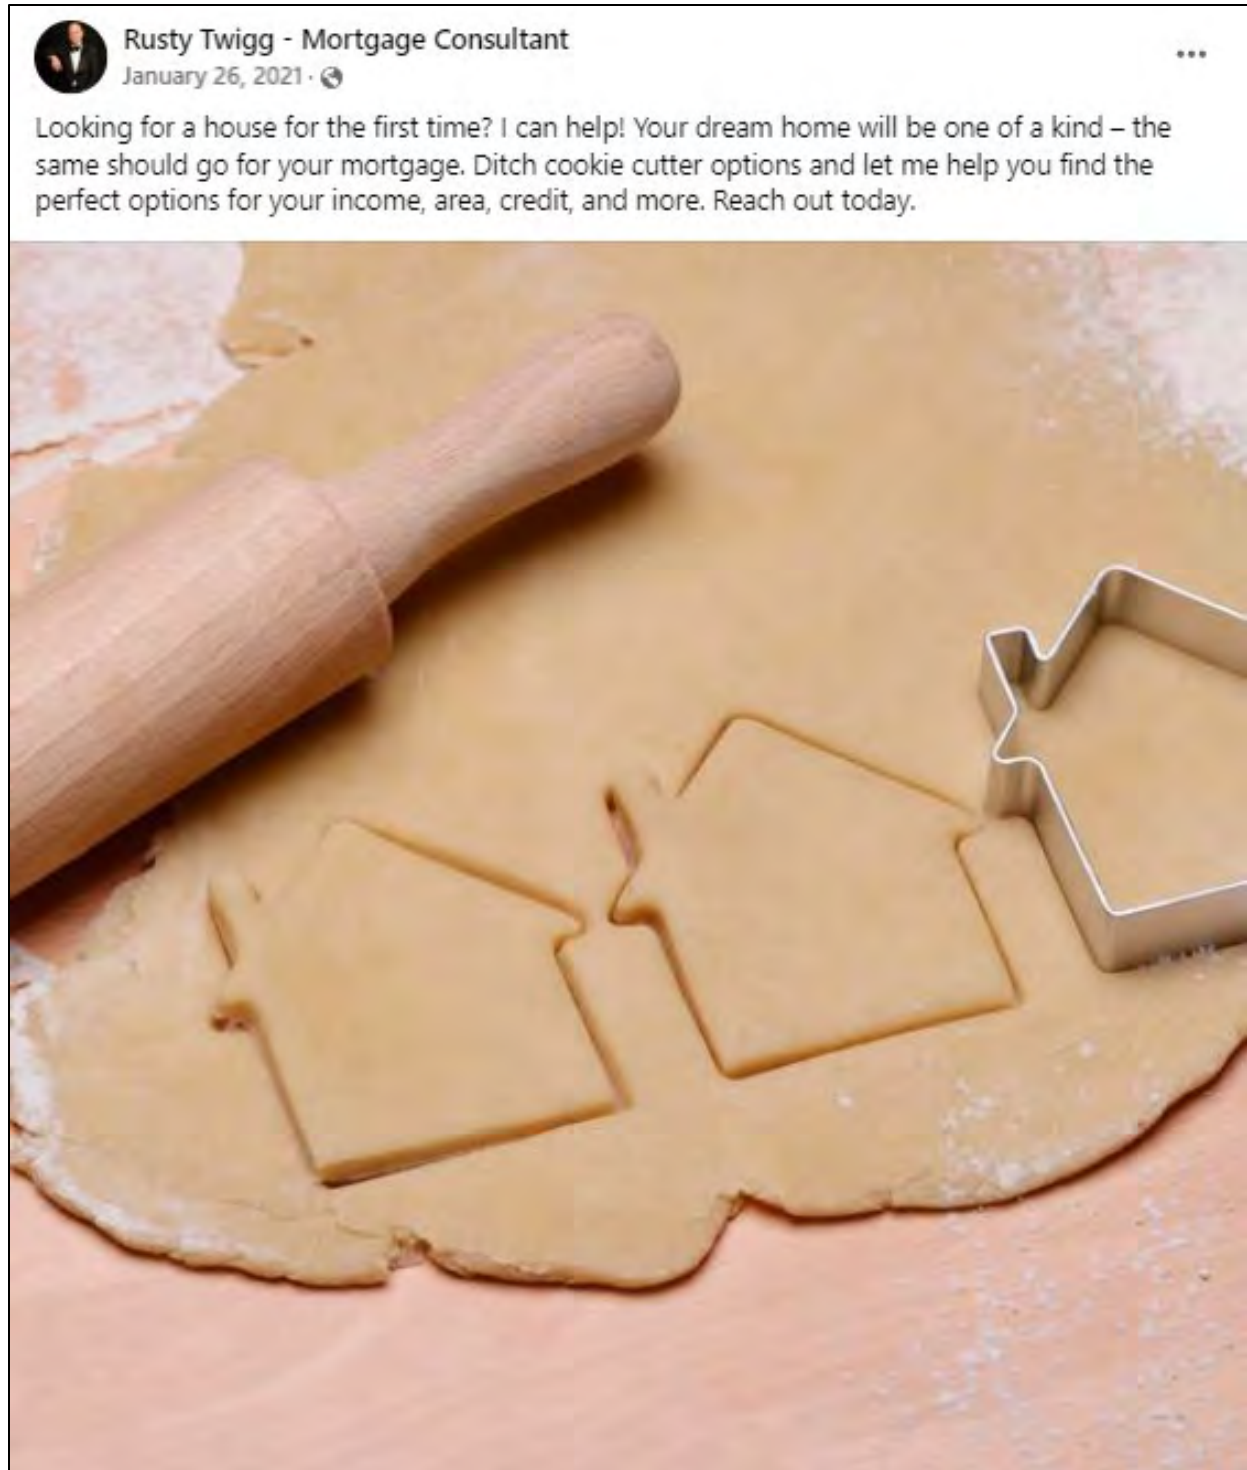 Rusty Twigg - Mortgage Consultant
January 26, 2021 ·
Looking for a house for the first time? I can help! Your dream home will be one of a kind – the
same should go for your mortgage. Ditch cookie cutter options and let me help you find the
perfect options for your income, area, credit, and more. Reach out today.